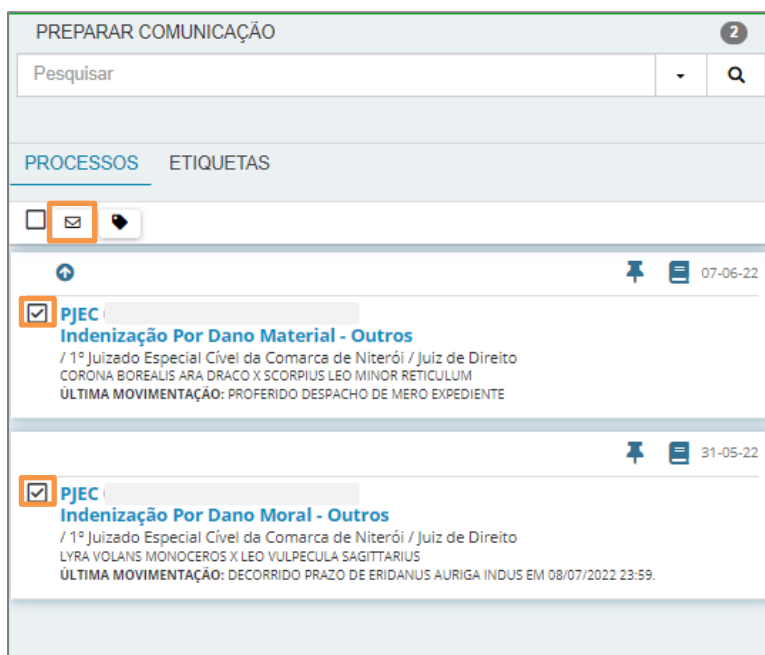 PREPARAR COMUNICAÇÃO 2
Pesquisar
PROCESSOS ETIQUETAS
07-06-22
PJEC
Indenização Por Dano Material - Outros
/ 1º Juizado Especial Cível da Comarca de Niterói / Juiz de Direito
CORONA BOREALIS ARA DRACO X SCORPIUS LEO MINOR RETICULUM
ÚLTIMA MOVIMENTAÇÃO: PROFERIDO DESPACHO DE MERO EXPEDIENTE
31-05-22
PJEC
Indenização Por Dano Moral - Outros
/ 1º Juizado Especial Cível da Comarca de Niterói / Juiz de Direito
LYRA VOLANS MONOCEROS X LEO VULPECULA SAGITTARIUS
ÚLTIMA MOVIMENTAÇÃO: DECORRIDO PRAZO DE ERIDANUS AURIGA INDUS EM 08/07/2022 23:59.